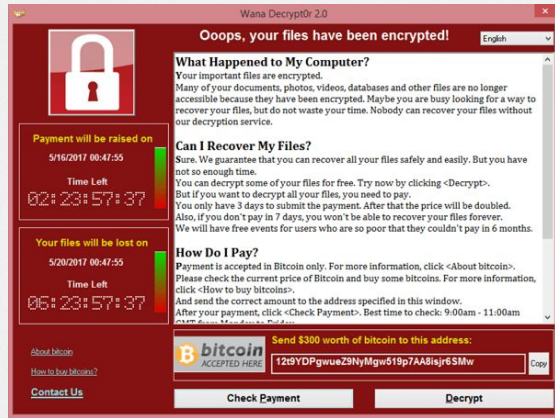 Wana Decrypt0r 2.0
Ooops, your files have been encrypted!
English
What Happened to My Computer?
Your important files are encrypted.
Many of your documents, photos, videos, databases and other files are no longer
accessible because they have been encrypted. Maybe you are busy looking for a way to
recover your files, but do not waste your time. Nobody can recover your files without
our decryption service.
Can I Recover My Files?
Sure. We guarantee that you can recover all your files safely and easily. But you have
not so enough time.
You can decrypt some of your files for free. Try now by clicking <Decrypt>.
But if you want to decrypt all your files, you need to pay.
You only have 3 days to submit the payment. After that the price will be doubled.
Also, if you don't pay in 7 days, you won't be able to recover your files forever.
We will have free events for users who are so poor that they couldn't pay in 6 months.
How Do I Pay?
Payment is accepted in Bitcoin only. For more information, click <About bitcoin>.
Please check the current price of Bitcoin and buy some bitcoins. For more information,
click <How to buy bitcoins>.
And send the correct amount to the address specified in this window.
After your payment, click <Check Payment>. Best time to check: 9:00am - 11:00am
GMT from Monday to Friday
Payment will be raised on
5/16/2017 00:47:55
Time Left
02:23:57:37
Your files will be lost on
5/20/2017 00:47:55
Time Left
06:23:57:37
About bitcoin
How to buy bitcoins?
Contact Us
bitcoin
ACCEPTED HERE
Send $300 worth of bitcoin to this address:
12t9YDPgwueZ9NyMgw519p7AA8isjr6SMw
Copy
Check Payment
Decrypt